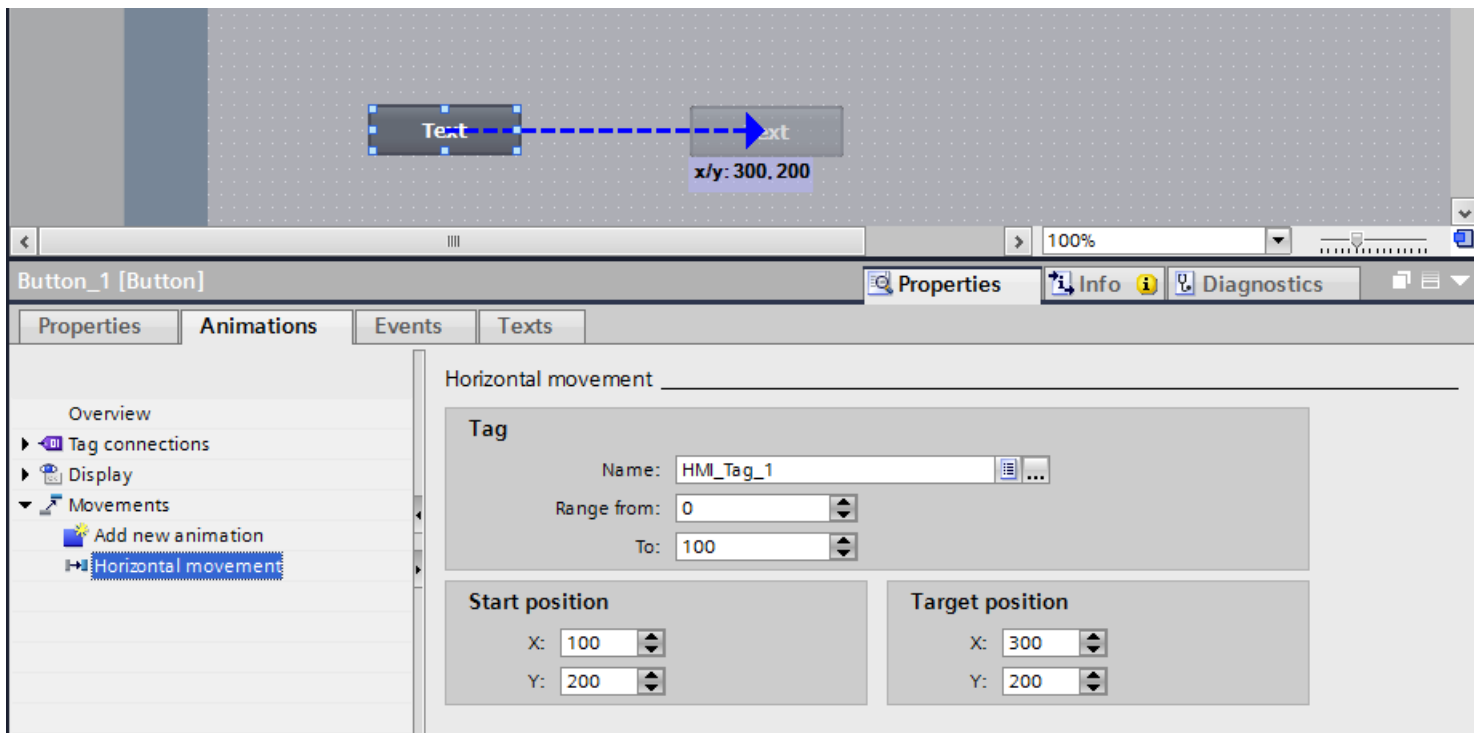 Text
ext
x/y: 300, 200
100%
Button_1 [Button]
Properties
Info
Diagnostics
Properties
Animations
Events
Texts
Horizontal movement
Overview
Tag connections
Display
Movements
Add new animation
Horizontal movement
Tag
Name: HMI_Tag_1
...
Range from: 0
To: 100
Start position
X: 100
Y: 200
Target position
X: 300
Y: 200